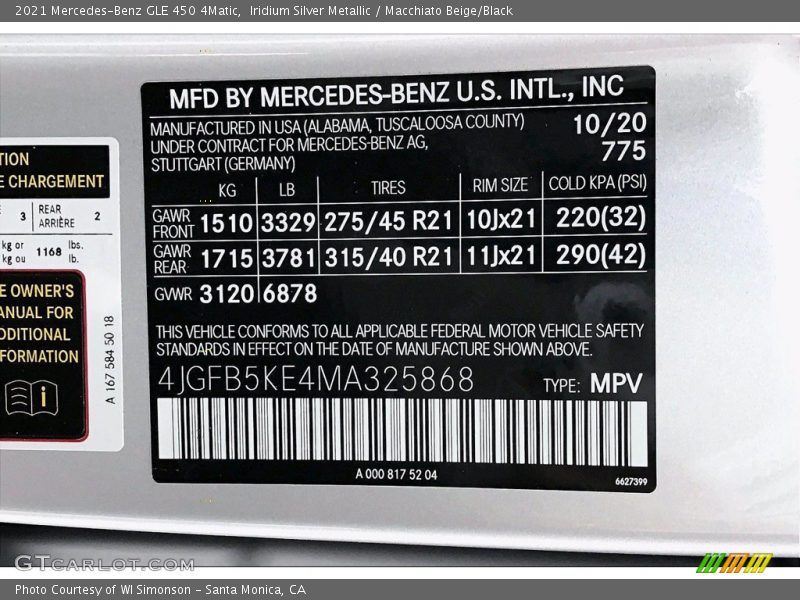 2021 Mercedes-Benz GLE 450 4Matic, Iridium Silver Metallic / Macchiato Beige/Black
MFD BY MERCEDES-BENZ U.S. INTL., INC
MANUFACTURED IN USA (ALABAMA, TUSCALOOSA COUNTY) 10/20
UNDER CONTRACT FOR MERCEDES-BENZ AG, 775
STUTTGART (GERMANY)
KG LB TIRES RIM SIZE COLD KPA (PSI)
GAWR FRONT 1510 3329 275/45 R21 10Jx21 220(32)
GAWR REAR 1715 3781 315/40 R21 11Jx21 290(42)
GWR 3120 6878
THIS VEHICLE CONFORMS TO ALL APPLICABLE FEDERAL MOTOR VEHICLE SAFETY
STANDARDS IN EFFECT ON THE DATE OF MANUFACTURE SHOWN ABOVE.
4JGFB5KE4MA325868 TYPE: MPV
A 000 817 52 04
6627399
TION
E CHARGEMENT
3 REAR ARRIÈRE 2
kg or kg ou 1168 lbs. lb.
E OWNER'S
ANUAL FOR
DDITIONAL
FORMATION
i
A 167 584 50 18
GTCARLOT.COM
Photo Courtesy of WI Simonson - Santa Monica, CA